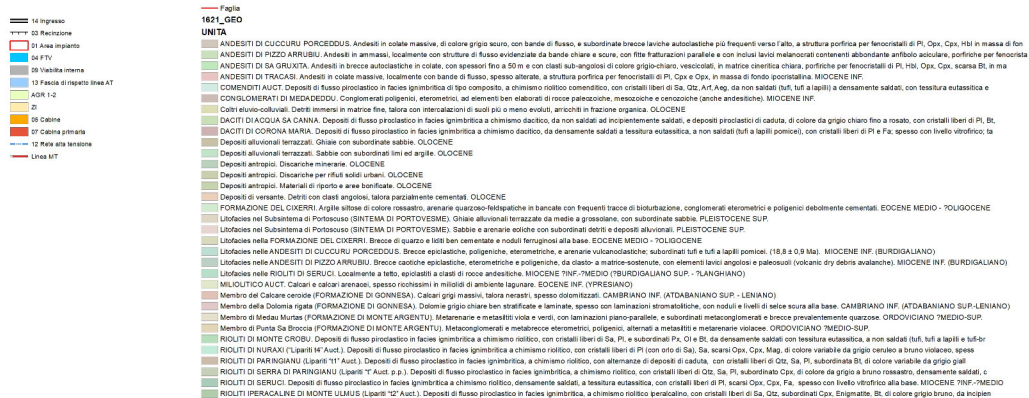 14 Ingresso
03 Recinzione
01 Area impianto
04 FTV
09 Viabilita interna
13 Fascia di rispetto linee AT
AGR 1-2
ZI
06 Cabine
07 Cabina primaria
12 Rete alta tensione
Linea MT
Faglia
1621_GEO
UNITA
ANDESITI DI CUCCURU PORCEDDUS. Andesiti in colate massive, di colore grigio scuro, con bande di flusso, e subordinate brecce laviche autoclastiche più frequenti verso l'alto, a struttura porfirica per fenocristalli di Pl, Opx, Cpx, Hbl in massa di fon
ANDESITI DI PIZZO ARRUBIU. Andesiti in ammassi, localmente con strutture di flusso evidenziate da bande chiare e scure, con fitte fratturazioni parallele e con inclusi lavici melanocrati contenenti abbondante anfibolo aciculare, porfiriche per fenocrista
ANDESITI DI SA GRUXITA. Andesiti in brecce autoclastiche in colate, con spessori fino a 50 m e con clasti sub-angolosi di colore grigio-chiaro, vescicolati, in matrice cineritica chiara, porfiriche per fenocristalli di Pl, Hbl, Opx, Cpx, scarsa Bt, in ma
ANDESITI DI TRACASI. Andesiti in colate massive, localmente con bande di flusso, spesso alterate, a struttura porfirica per fenocristalli di Pl, Cpx e Opx, in massa di fondo ipocristallina. MIOCENE INF.
COMENDITI AUCT. Depositi di flusso piroclastico in facies ignimbritica di tipo composito, a chimismo riolitico comenditico, con cristalli liberi di Sa, Qtz, Arf, Aeg, da non saldati (tufi, tufi a lapilli) a densamente saldati, con tessitura eutassitica e
CONGLOMERATI DI MEDADEDDU. Conglomerati poligenici, eterometrici, ad elementi ben elaborati di rocce paleozoiche, mesozoiche e cenozoiche (anche andesitiche). MIOCENE INF.
Coltri eluvio-colluviali. Detriti immersi in matrice fine, talora con intercalazioni di suoli più o meno evoluti, arricchiti in frazione organica. OLOCENE
DACITI DI ACQUA SA CANNA. Depositi di flusso piroclastico in facies ignimbritica a chimismo dacitico, da non saldati ad incipientemente saldati, e depositi piroclastici di caduta, di colore da grigio chiaro fino a rosato, con cristalli liberi di Pl, Bt,
DACITI DI CORONA MARIA. Depositi di flusso piroclastico in facies ignimbritica a chimismo dacitico, da densamente saldati a tessitura eutassitica, a non saldati (tufi a lapilli pomicei), con cristalli liberi di Pl e Fa; spesso con livello vitrofirico; ta
Depositi alluvionali terrazzati. Ghiaie con subordinate sabbie. OLOCENE
Depositi alluvionali terrazzati. Sabbie con subordinati limi ed argille. OLOCENE
Depositi antropici. Discariche minerarie. OLOCENE
Depositi antropici. Discariche per rifiuti solidi urbani. OLOCENE
Depositi antropici. Materiali di riporto e aree bonificate. OLOCENE
Depositi di versante. Detriti con clasti angolosi, talora parzialmente cementati. OLOCENE
FORMAZIONE DEL CIXERRI. Argille siltose di colore rossastro, arenarie quarzoso-feldspatiche in bancate con frequenti tracce di bioturbazione, conglomerati eterometrici e poligenici debolmente cementati. EOCENE MEDIO - ?OLIGOCENE
Litofacies nel Subsintema di Portoscuso (SINTEMA DI PORTOVESME). Ghiaie alluvionali terrazzate da medie a grossolane, con subordinate sabbie. PLEISTOCENE SUP.
Litofacies nel Subsintema di Portoscuso (SINTEMA DI PORTOVESME). Sabbie e arenarie eoliche con subordinati detriti e depositi alluvionali. PLEISTOCENE SUP.
Litofacies nella FORMAZIONE DEL CIXERRI. Brecce di quarzo e liditi ben cementate e noduli ferruginosi alla base. EOCENE MEDIO - ?OLIGOCENE
Litofacies nelle ANDESITI DI CUCCURU PORCEDDUS. Brecce epiclastiche, poligeniche, eterometriche, e arenarie vulcanoclastiche; subordinati tufi e tufi a lapilli pomicei. (18,8 ± 0,9 Ma). MIOCENE INF. (BURDIGALIANO)
Litofacies nelle ANDESITI DI PIZZO ARRUBIU. Brecce caotiche epiclastiche, eterometriche, da clasto- a matrice-sostenute, con elementi lavici angolosi e paleosuoli (volcanic dry debris avalanche). MIOCENE INF. (BURDIGALIANO)
Litofacies nelle RIOLITI DI SERUCI. Localmente a tetto, epiclastiti a clasti di rocce andesitiche. MIOCENE ?INF.-?MEDIO (?BURDIGALIANO SUP. - ?LANGHIANO)
MILIOLITICO AUCT. Calcari e calcari arenacei, spesso ricchissimi in miliolidi di ambiente lagunare. EOCENE INF. (YPRESIANO)
Membro del Calcare ceroide (FORMAZIONE DI GONNESA). Calcari grigi massivi, talora nerastri, spesso dolomitizzati. CAMBRIANO INF. (ATDABANIANO SUP. - LENIANO)
Membro della Dolomia rigata (FORMAZIONE DI GONNESA). Dolomie grigio chiare ben stratificate e laminate, spesso con laminazioni stromatolitiche, con noduli e livelli di selce scura alla base. CAMBRIANO INF. (ATDABANIANO SUP.-LENIANO)
Membro di Medau Murtas (FORMAZIONE DI MONTE ARGENTU). Metarenarie e metasiltiti viola e verdi, con laminazioni piano-parallele, e subordinati metaconglomerati e brecce prevalentemente quarzose. ORDOVICIANO ?MEDIO-SUP.
Membro di Punta Sa Broccia (FORMAZIONE DI MONTE ARGENTU). Metaconglomerati e metabrecce eterometrici, poligenici, alternati a metasiltiti e metarenarie violacee. ORDOVICIANO ?MEDIO-SUP.
RIOLITI DI MONTE CROBU. Depositi di flusso piroclastico in facies ignimbritica a chimismo riolitico, con cristalli liberi di Sa, Pl, e subordinati Px, Ol e Bt, da densamente saldati con tessitura eutassitica, a non saldati (tufi, tufi a lapilli e tufi-br
RIOLITI DI NURAXI ("Lipariti t4" Auct.). Depositi di flusso piroclastico in facies ignimbritica a chimismo riolitico, con cristalli liberi di Pl (con orlo di Sa), Sa, scarsi Opx, Cpx, Mag, di colore variabile da grigio ceruleo a bruno violaceo, spess
RIOLITI DI PARINGIANU (Lipariti "t1" Auct.). Depositi di flusso piroclastico in facies ignimbritica, a chimismo riolitico, con alternanze di depositi di caduta, con cristalli liberi di Qtz, Sa, Pl, subordinata Bt, di colore variabile da grigio giall
RIOLITI DI SERRA DI PARINGIANU (Lipariti "t" Auct. p.p.). Depositi di flusso piroclastico in facies ignimbritica, a chimismo riolitico, con cristalli liberi di Qtz, Sa, Pl, subordinato Cpx, di colore da grigio a bruno rossastro, densamente saldati, c
RIOLITI DI SERUCI. Depositi di flusso piroclastico in facies ignimbritica a chimismo riolitico, densamente saldati, a tessitura eutassitica, con cristalli liberi di Pl, scarsi Opx, Cpx, Fa, spesso con livello vitrofirico alla base. MIOCENE ?INF.-?MEDIO
RIOLITI IPERACALINE DI MONTE ULMUS (Lipariti "t2" Auct.). Depositi di flusso piroclastico in facies ignimbritica, a chimismo riolitico iperalcalino, con cristalli liberi di Sa, Qtz, subordinati Cpx, Enigmatite, Bt, di colore grigio bruno, da incipien